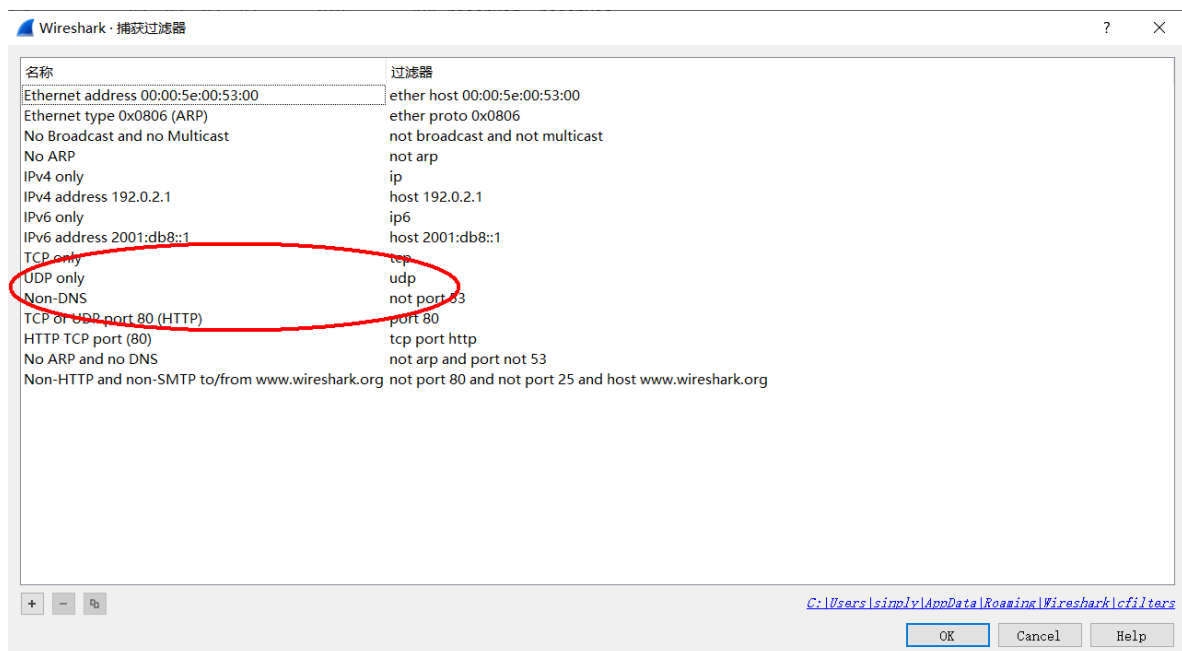 Wireshark · 捕获过滤器 ? ×
名称 过滤器
Ethernet address 00:00:5e:00:53:00 ether host 00:00:5e:00:53:00
Ethernet type 0x0806 (ARP) ether proto 0x0806
No Broadcast and no Multicast not broadcast and not multicast
No ARP not arp
IPv4 only ip
IPv4 address 192.0.2.1 host 192.0.2.1
IPv6 only ip6
IPv6 address 2001:db8::1 host 2001:db8::1
TCP only tcp
UDP only udp
Non-DNS not port 53
TCP or UDP port 80 (HTTP) port 80
HTTP TCP port (80) tcp port http
No ARP and no DNS not arp and port not 53
Non-HTTP and non-SMTP to/from www.wireshark.org not port 80 and not port 25 and host www.wireshark.org
+ −
C:\Users\simply\AppData\Roaming\Wireshark\cfilters
OK Cancel Help